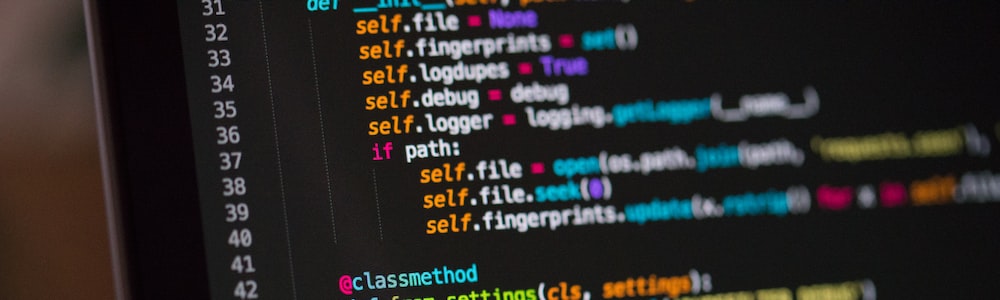 31 def __init__(self,
32 self.file = None
33 self.fingerprints = set()
34 self.logdupes = True
35 self.debug = debug
36 self.logger = logging.getLogger(__name__)
37 if path:
38 self.file = open(os.path.join(path, 'requests.seen'),
39 self.file.seek(0)
40 self.fingerprints.update(x.rstrip() for x in self.file
41
42 @classmethod
def from_settings(cls, settings):